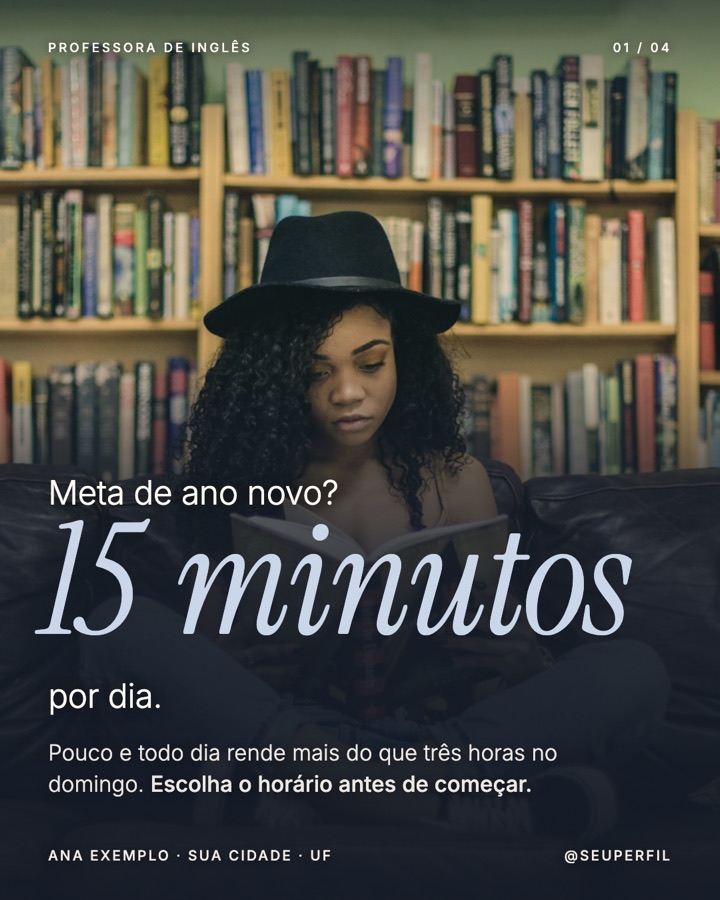 PROFESSORA DE INGLÊS
01 / 04
Meta de ano novo?
15 minutos
por dia.
Pouco e todo dia rende mais do que três horas no
domingo. Escolha o horário antes de começar.
ANA EXEMPLO · SUA CIDADE · UF
@SEUPERFIL